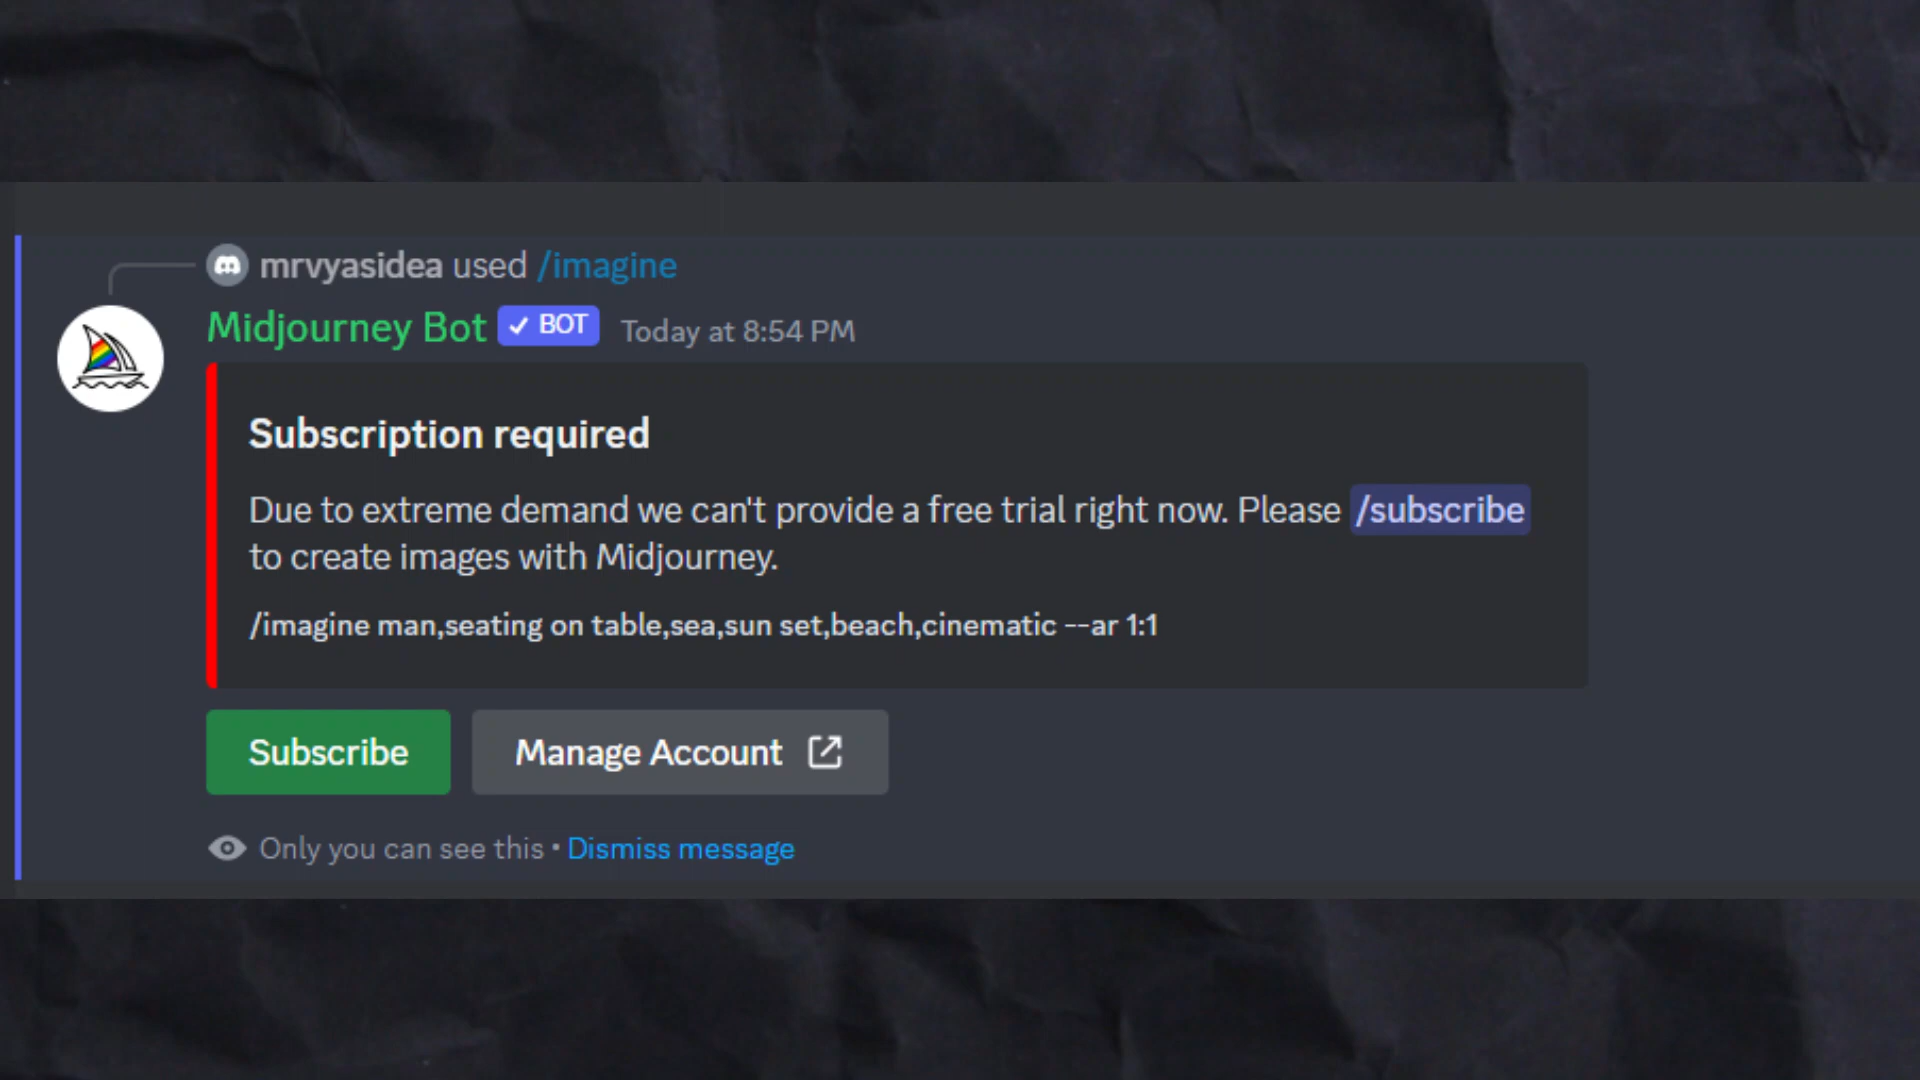 mrvyasidea used /imagine
Midjourney Bot ✓ BOT Today at 8:54 PM
Subscription required
Due to extreme demand we can't provide a free trial right now. Please /subscribe
to create images with Midjourney.
/imagine man,seating on table,sea,sun set,beach,cinematic --ar 1:1
Subscribe Manage Account
Only you can see this • Dismiss message